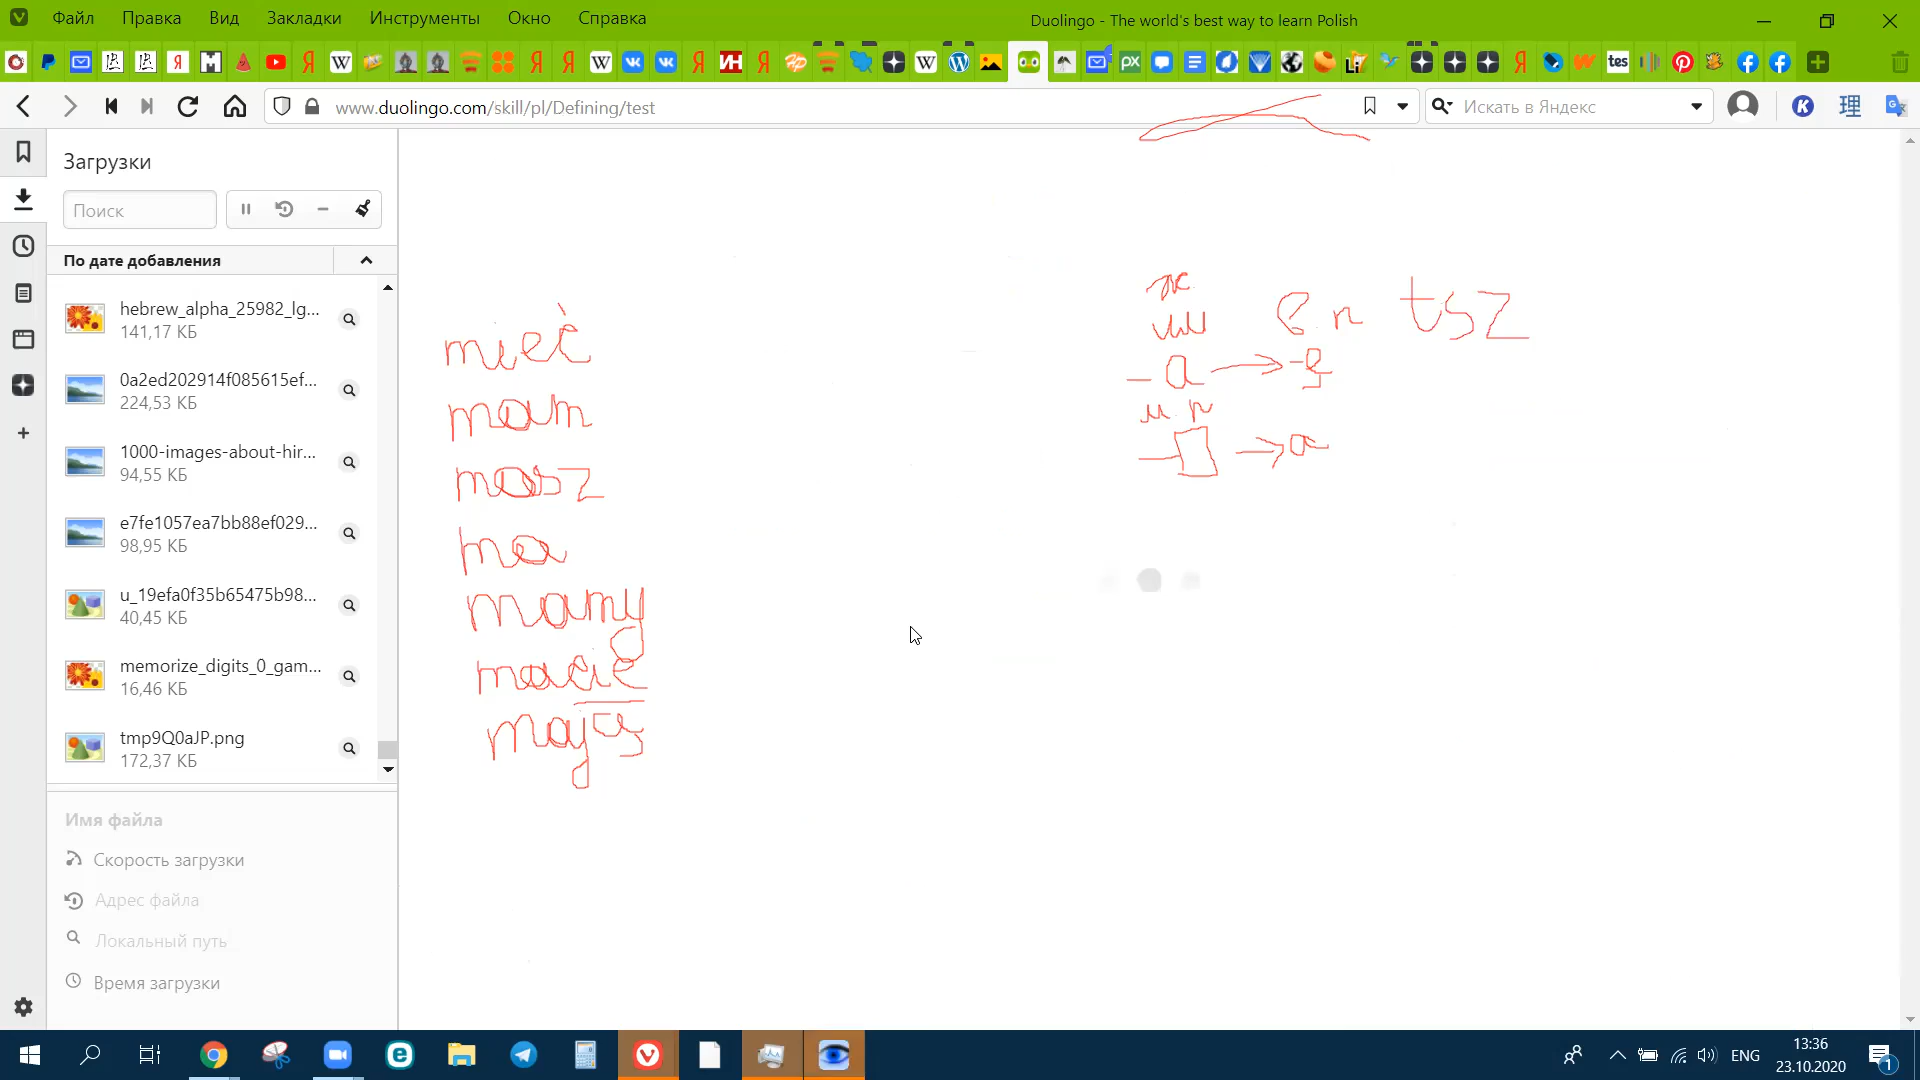 Файл Правка Вид Закладки Инструменты Окно Справка Duolingo - The world's best way to learn Polish
www.duolingo.com/skill/pl/Defining/test Искать в Яндекс
Загрузки
Поиск
По дате добавления
hebrew_alpha_25982_lg...
141,17 КБ
0a2ed202914f085615ef...
224,53 КБ
1000-images-about-hir...
94,55 КБ
e7fe1057ea7bb88ef029...
98,95 КБ
u_19efa0f35b65475b98...
40,45 КБ
memorize_digits_0_gam...
16,46 КБ
tmp9Q0aJP.png
172,37 КБ
Имя файла
Скорость загрузки
Адрес файла
Локальный путь
Время загрузки
mieć
mam
masz
ma
mamy
macie
mają
tsz
-a → -ę
→ a
ENG
13:36
23.10.2020